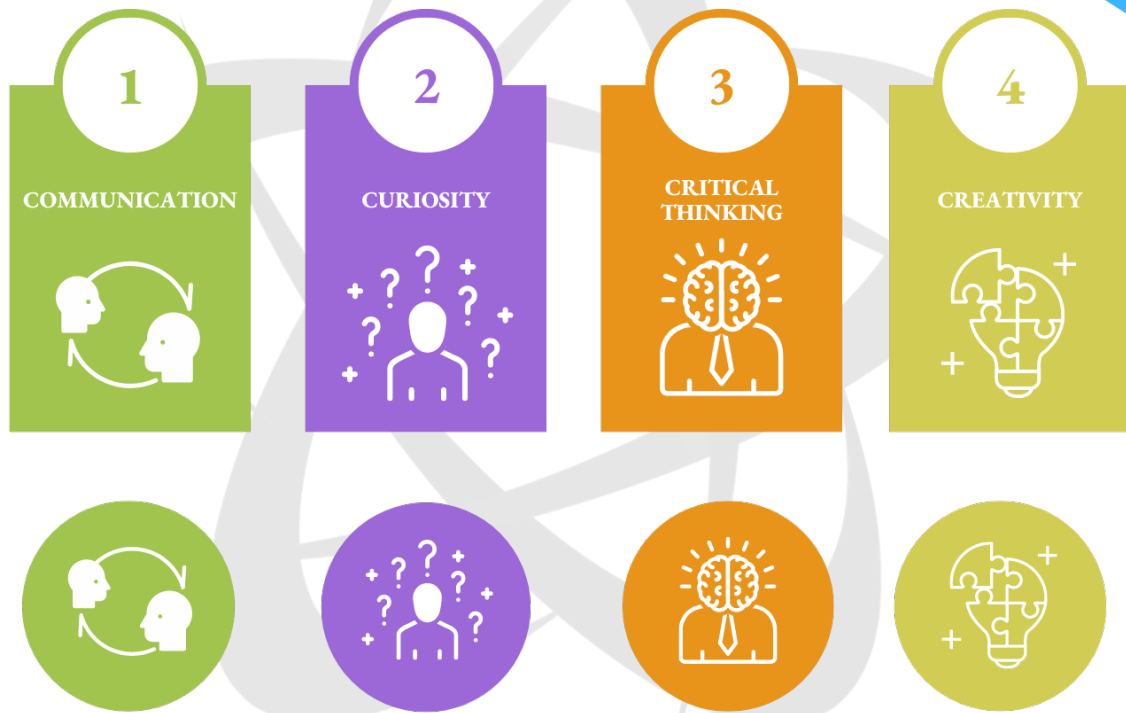 1
2
3
4
COMMUNICATION
CURIOSITY
CRITICAL
THINKING
CREATIVITY